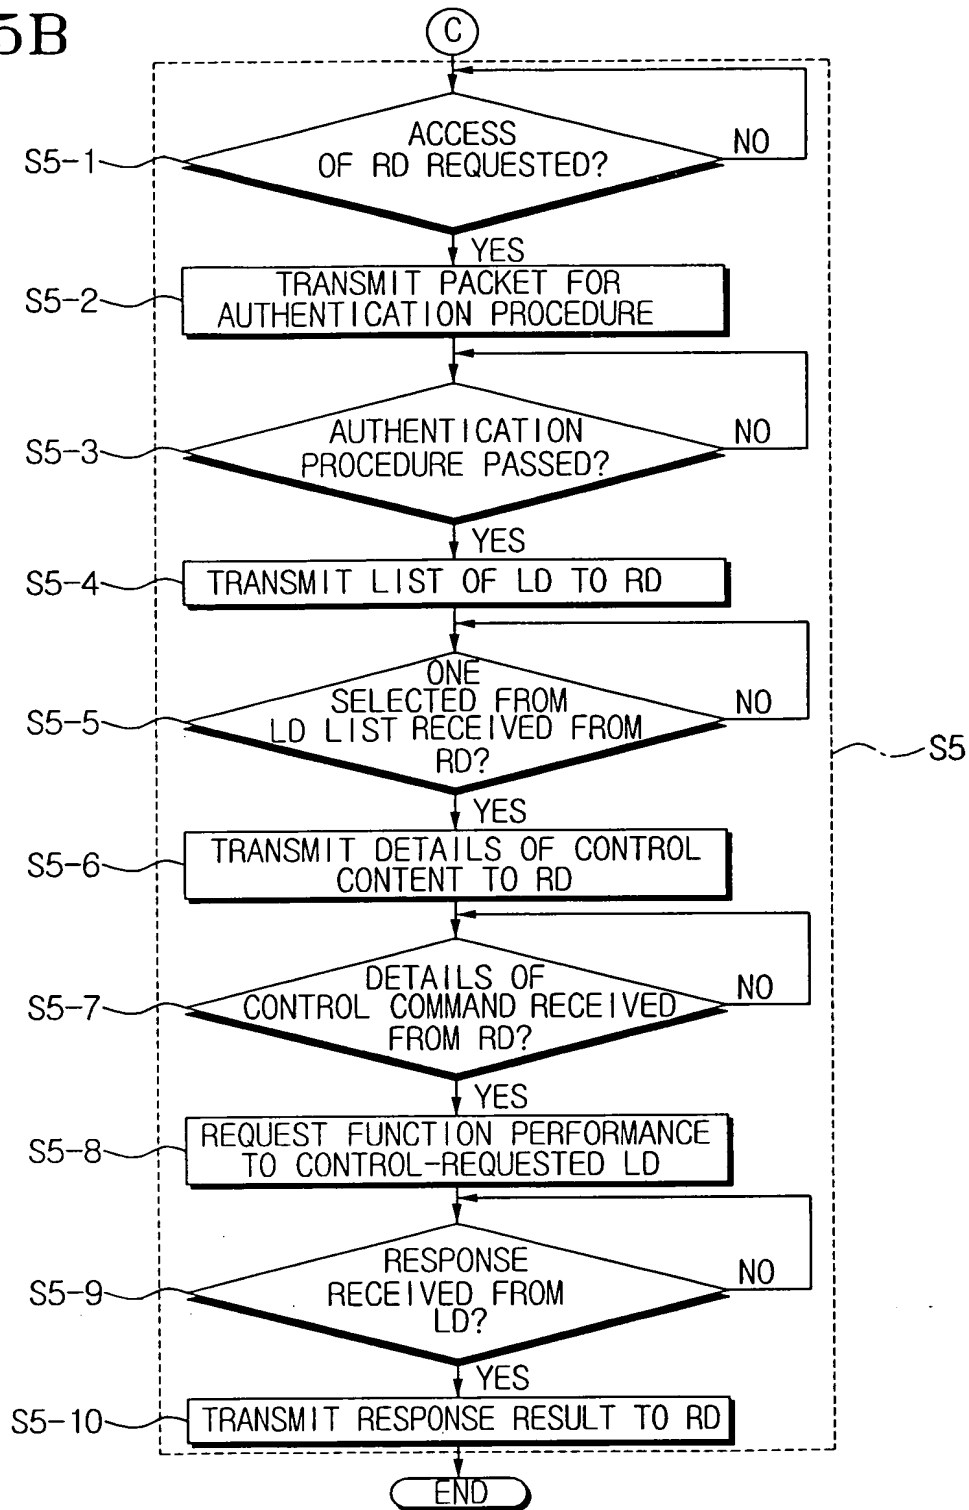 5B
C
ACCESS
OF RD REQUESTED?
NO
S5-1
YES
TRANSMIT PACKET FOR
AUTHENTICATION PROCEDURE
S5-2
AUTHENTICATION
PROCEDURE PASSED?
NO
S5-3
YES
TRANSMIT LIST OF LD TO RD
S5-4
ONE
SELECTED FROM
LD LIST RECEIVED FROM
RD?
NO
S5-5
S5
YES
TRANSMIT DETAILS OF CONTROL
CONTENT TO RD
S5-6
DETAILS OF
CONTROL COMMAND RECEIVED
FROM RD?
NO
S5-7
YES
REQUEST FUNCTION PERFORMANCE
TO CONTROL-REQUESTED LD
S5-8
RESPONSE
RECEIVED FROM
LD?
NO
S5-9
YES
TRANSMIT RESPONSE RESULT TO RD
S5-10
END